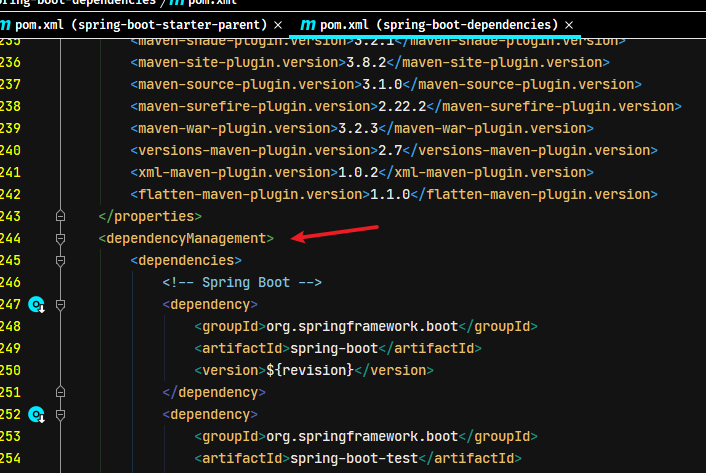 spring-boot-dependencies / m pom.xml
m pom.xml (spring-boot-starter-parent) × m pom.xml (spring-boot-dependencies) ×
235 <maven-shade-plugin.version>3.2.1</maven-shade-plugin.version>
236 <maven-site-plugin.version>3.8.2</maven-site-plugin.version>
237 <maven-source-plugin.version>3.1.0</maven-source-plugin.version>
238 <maven-surefire-plugin.version>2.22.2</maven-surefire-plugin.version>
239 <maven-war-plugin.version>3.2.3</maven-war-plugin.version>
240 <versions-maven-plugin.version>2.7</versions-maven-plugin.version>
241 <xml-maven-plugin.version>1.0.2</xml-maven-plugin.version>
242 <flatten-maven-plugin.version>1.1.0</flatten-maven-plugin.version>
243 </properties>
244 <dependencyManagement>
245 <dependencies>
246 <!-- Spring Boot -->
247 <dependency>
248 <groupId>org.springframework.boot</groupId>
249 <artifactId>spring-boot</artifactId>
250 <version>${revision}</version>
251 </dependency>
252 <dependency>
253 <groupId>org.springframework.boot</groupId>
254 <artifactId>spring-boot-test</artifactId>